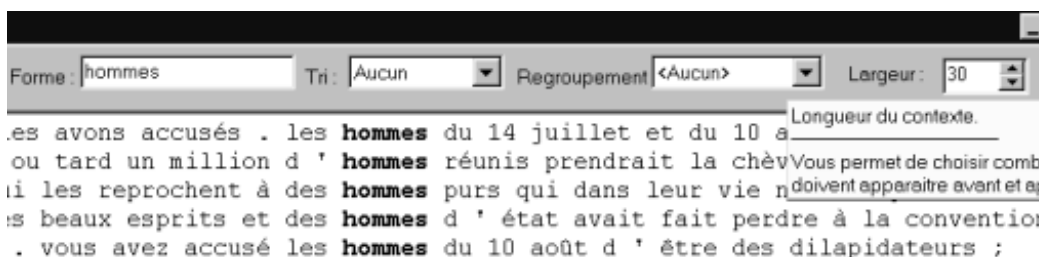 Forme : hommes Tri : Aucun Regroupement <Aucun> Largeur : 30
Longueur du contexte.
Vous permet de choisir comb
doivent apparaitre avant et ap
es avons accusés . les hommes du 14 juillet et du 10 a
ou tard un million d ' hommes réunis prendrait la chèv
i les reprochent à des hommes purs qui dans leur vie n
s beaux esprits et des hommes d ' état avait fait perdre à la convention
. vous avez accusé les hommes du 10 août d ' être des dilapidateurs ;